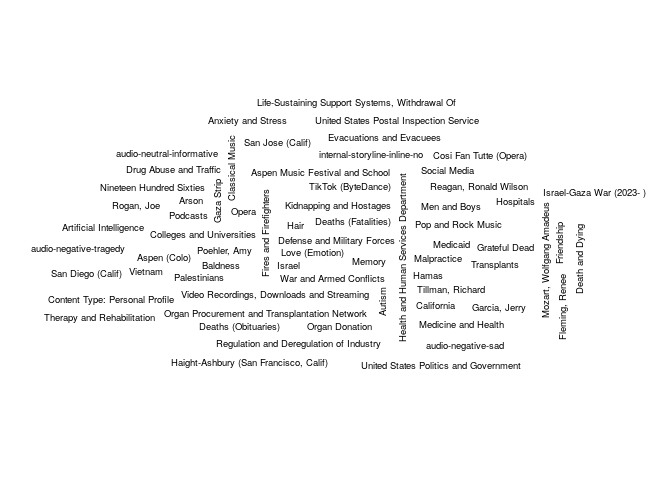 Life-Sustaining Support Systems, Withdrawal Of
Anxiety and Stress
United States Postal Inspection Service
Evacuations and Evacuees
San Jose (Calif)
Classical Music
audio-neutral-informative
internal-storyline-inline-no
Cosi Fan Tutte (Opera)
Drug Abuse and Traffic
Aspen Music Festival and School
Social Media
Nineteen Hundred Sixties
TikTok (ByteDance)
Reagan, Ronald Wilson
Israel-Gaza War (2023- )
Arson
Gaza Strip
Hospitals
Rogan, Joe
Kidnapping and Hostages
Men and Boys
Podcasts
Opera
Fires and Firefighters
Health and Human Services Department
Deaths (Fatalities)
Hair
Pop and Rock Music
Artificial Intelligence
Colleges and Universities
Mozart, Wolfgang Amadeus
Friendship
Death and Dying
Defense and Military Forces
audio-negative-tragedy
Poehler, Amy
Medicaid
Grateful Dead
Love (Emotion)
Aspen (Colo)
Malpractice
Memory
Baldness
Israel
Transplants
San Diego (Calif)
Vietnam
Palestinians
War and Armed Conflicts
Hamas
Tillman, Richard
Video Recordings, Downloads and Streaming
Content Type: Personal Profile
Autism
California
Garcia, Jerry
Fleming, Renee
Organ Procurement and Transplantation Network
Therapy and Rehabilitation
Deaths (Obituaries)
Organ Donation
Medicine and Health
Regulation and Deregulation of Industry
audio-negative-sad
Haight-Ashbury (San Francisco, Calif)
United States Politics and Government